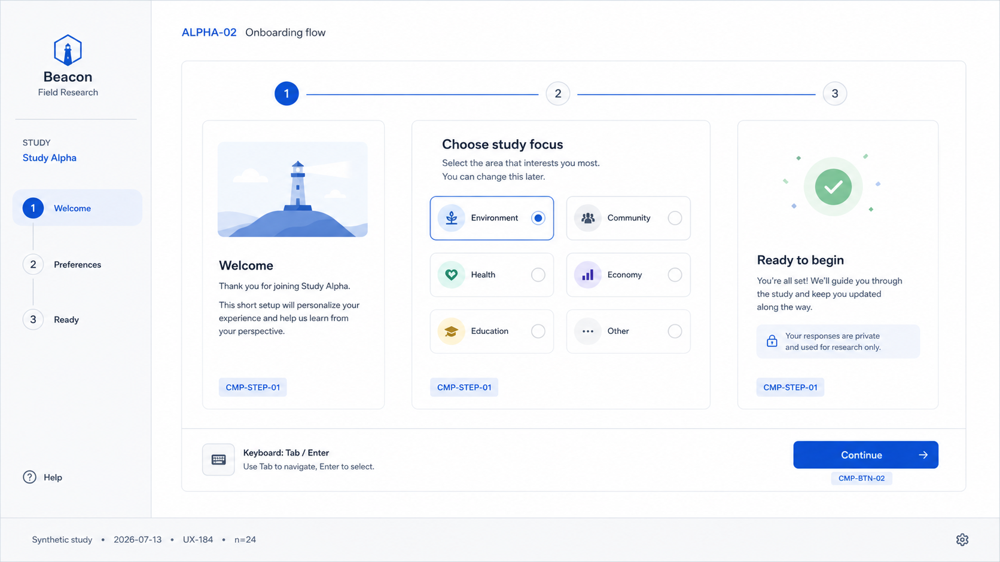 Beacon
Field Research
STUDY
Study Alpha
1 Welcome
2 Preferences
3 Ready
? Help
ALPHA-02 Onboarding flow
1
2
3
Welcome
Thank you for joining Study Alpha.
This short setup will personalize your
experience and help us learn from
your perspective.
CMP-STEP-01
Choose study focus
Select the area that interests you most.
You can change this later.
Environment
Community
Health
Economy
Education
Other
CMP-STEP-01
Ready to begin
You're all set! We'll guide you through
the study and keep you updated
along the way.
Your responses are private
and used for research only.
CMP-STEP-01
Keyboard: Tab / Enter
Use Tab to navigate, Enter to select.
Continue
CMP-BTN-02
Synthetic study • 2026-07-13 • UX-184 • n=24